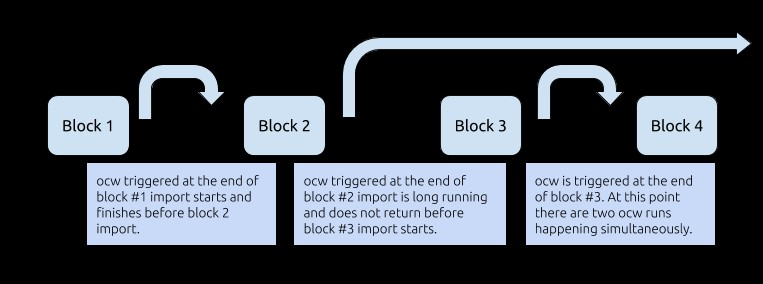 Block 1
Block 2
Block 3
Block 4
ocw triggered at the end of
block #1 import starts and
finishes before block 2
import.
ocw triggered at the end of
block #2 import is long running
and does not return before
block #3 import starts.
ocw is triggered at the end
of block #3. At this point
there are two ocw runs
happening simultaneously.